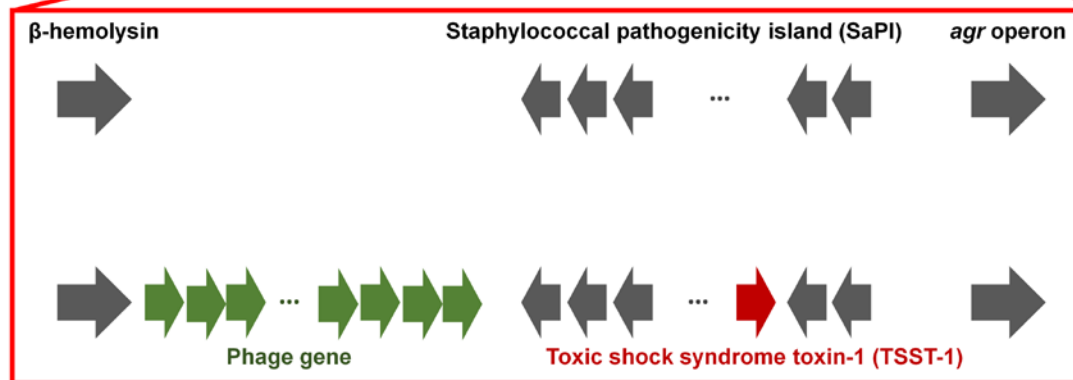 β-hemolysin Staphylococcal pathogenicity island (SaPI) agr operon
...
...
...
Phage gene Toxic shock syndrome toxin-1 (TSST-1)